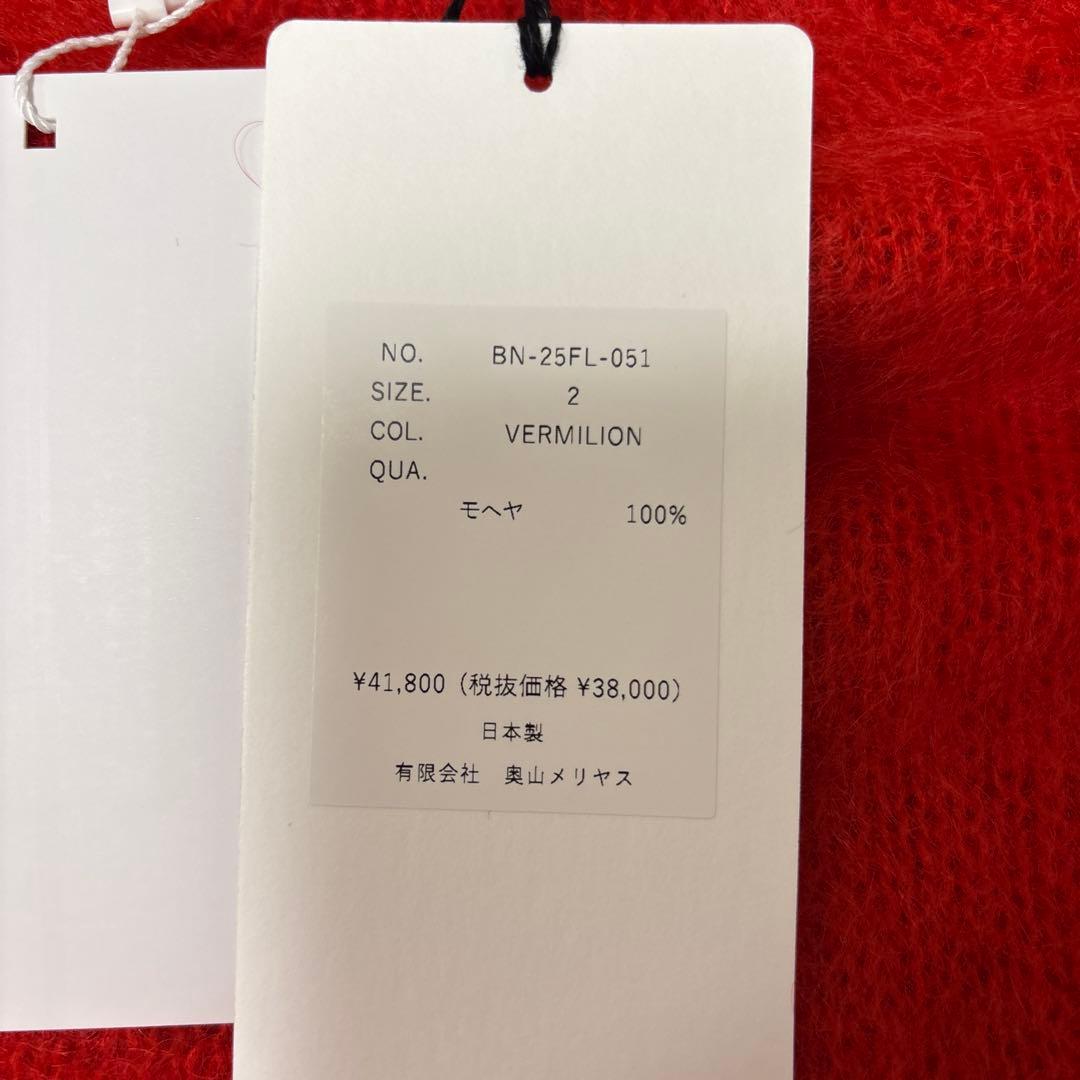 NO. BN-25FL-051
SIZE. 2
COL. VERMILION
QUA.
モヘヤ 100%
¥41,800 (税抜価格 ¥38,000)
日本製
有限会社 奥山メリヤス